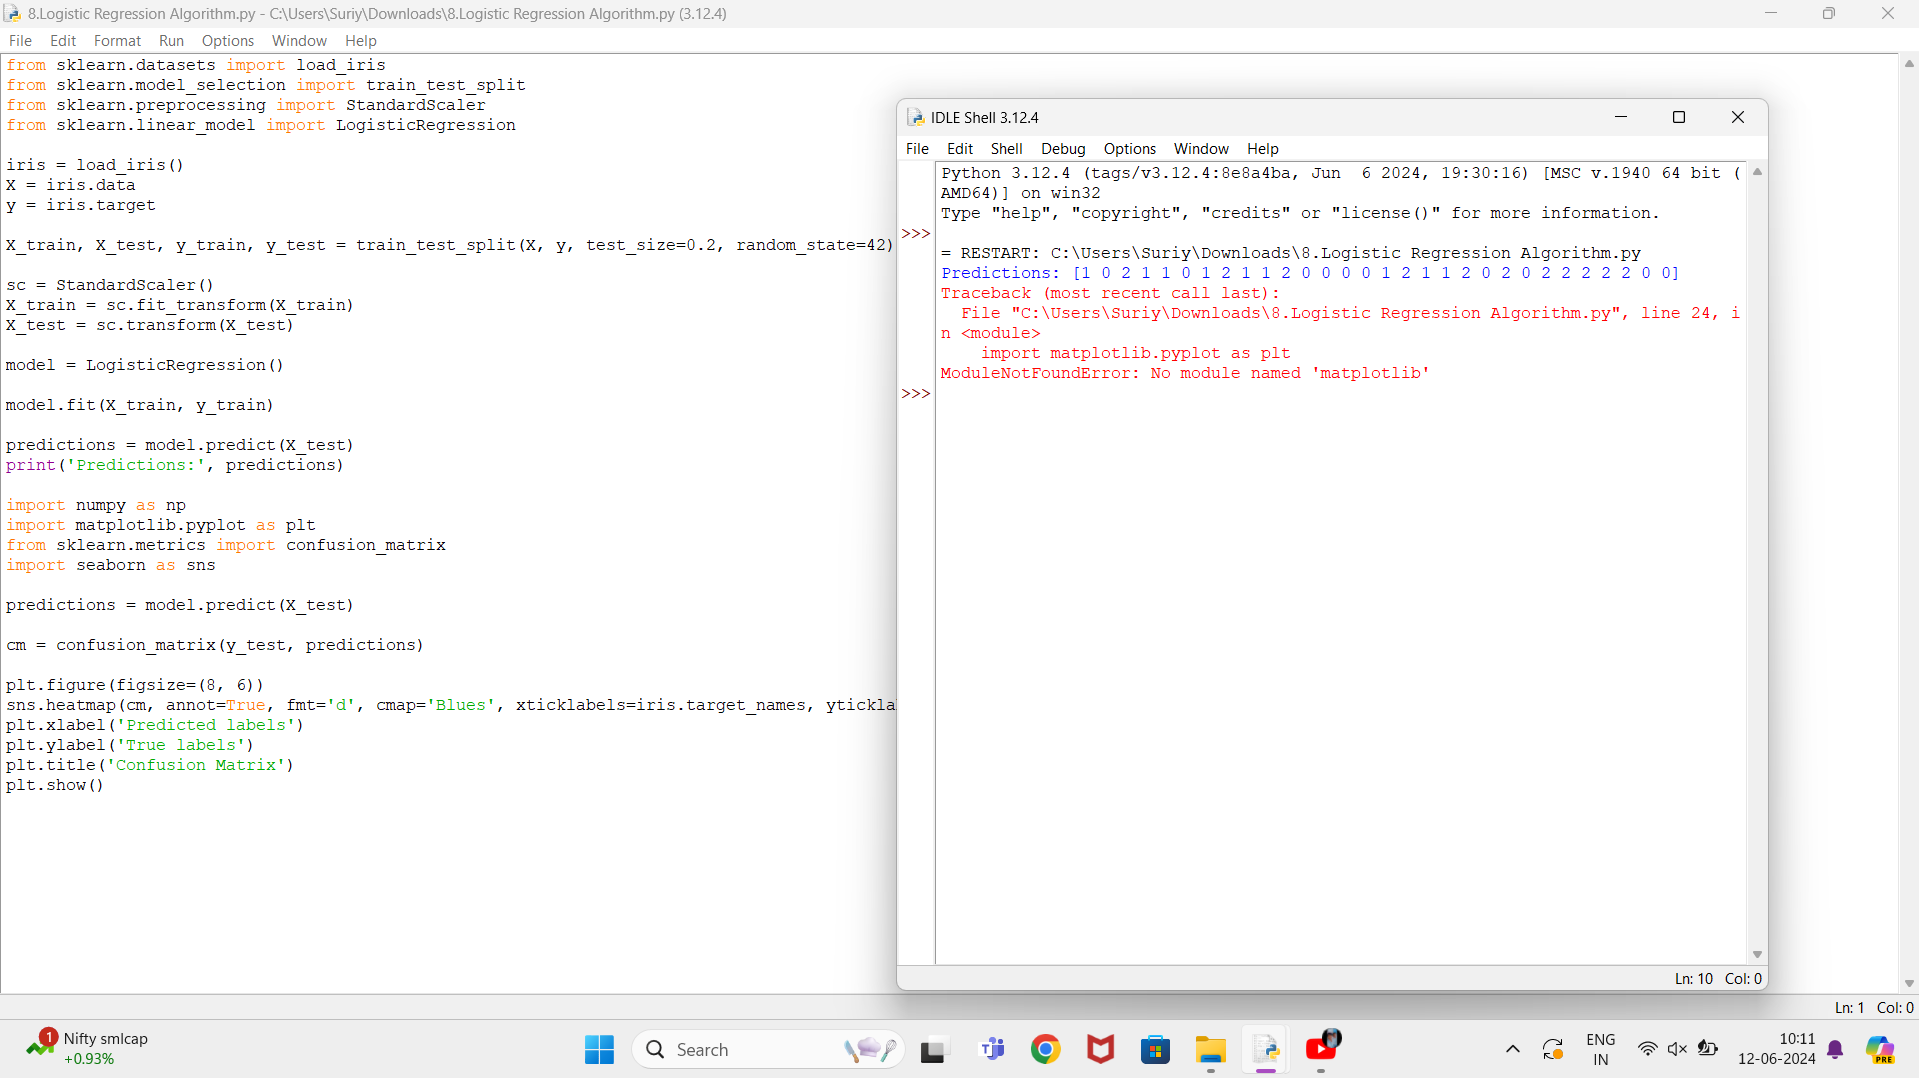 8.Logistic Regression Algorithm.py - C:\Users\Suriy\Downloads\8.Logistic Regression Algorithm.py (3.12.4)
File Edit Format Run Options Window Help
from sklearn.datasets import load_iris
from sklearn.model_selection import train_test_split
from sklearn.preprocessing import StandardScaler
from sklearn.linear_model import LogisticRegression
iris = load_iris()
X = iris.data
y = iris.target
X_train, X_test, y_train, y_test = train_test_split(X, y, test_size=0.2, random_state=42)
sc = StandardScaler()
X_train = sc.fit_transform(X_train)
X_test = sc.transform(X_test)
model = LogisticRegression()
model.fit(X_train, y_train)
predictions = model.predict(X_test)
print('Predictions:', predictions)
import numpy as np
import matplotlib.pyplot as plt
from sklearn.metrics import confusion_matrix
import seaborn as sns
predictions = model.predict(X_test)
cm = confusion_matrix(y_test, predictions)
plt.figure(figsize=(8, 6))
sns.heatmap(cm, annot=True, fmt='d', cmap='Blues', xticklabels=iris.target_names, ytickla
plt.xlabel('Predicted labels')
plt.ylabel('True labels')
plt.title('Confusion Matrix')
plt.show()
IDLE Shell 3.12.4
File Edit Shell Debug Options Window Help
Python 3.12.4 (tags/v3.12.4:8e8a4ba, Jun  6 2024, 19:30:16) [MSC v.1940 64 bit (
AMD64)] on win32
Type "help", "copyright", "credits" or "license()" for more information.
>>>
= RESTART: C:\Users\Suriy\Downloads\8.Logistic Regression Algorithm.py
Predictions: [1 0 2 1 1 0 1 2 1 1 2 0 0 0 0 1 2 1 1 2 0 2 0 2 2 2 2 2 0 0]
Traceback (most recent call last):
  File "C:\Users\Suriy\Downloads\8.Logistic Regression Algorithm.py", line 24, i
n <module>
    import matplotlib.pyplot as plt
ModuleNotFoundError: No module named 'matplotlib'
>>>
Ln: 10 Col: 0
Ln: 1 Col: 0
1
Nifty smlcap
+0.93%
Search
T
ENG
IN
10:11
12-06-2024
PRE